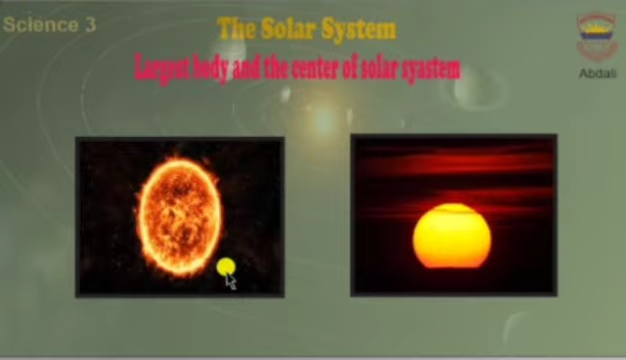 Science 3
The Solar System
Largest body and the center of solar syastem
Abdali